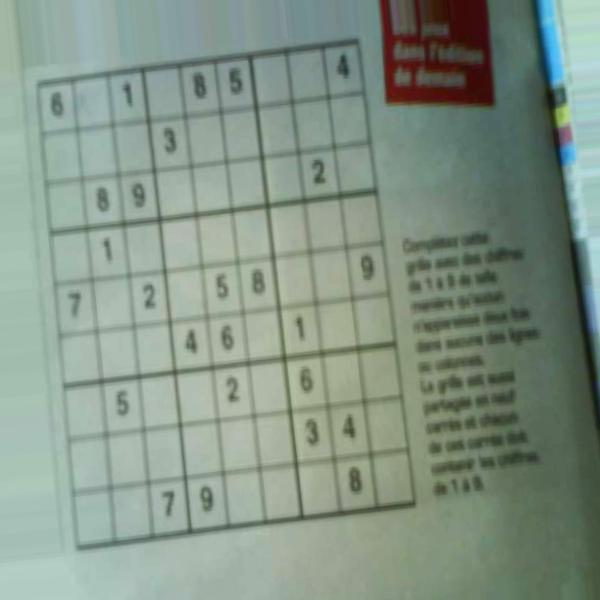 Les jeux
dans l'édition
de demain
6 1 8 5 4
3
8 9 2
1
7 2 5 8 9
4 6 1
5 2 6
3 4
7 9 8
Complétez cette
grille avec des chiffres
de 1 à 9 de telle
manière qu'aucun
n'apparaisse deux fois
dans aucune des lignes
ou colonnes.
La grille est aussi
partagée en neuf
carrés et chacun
de ces carrés doit
contenir les chiffres
de 1 à 9.